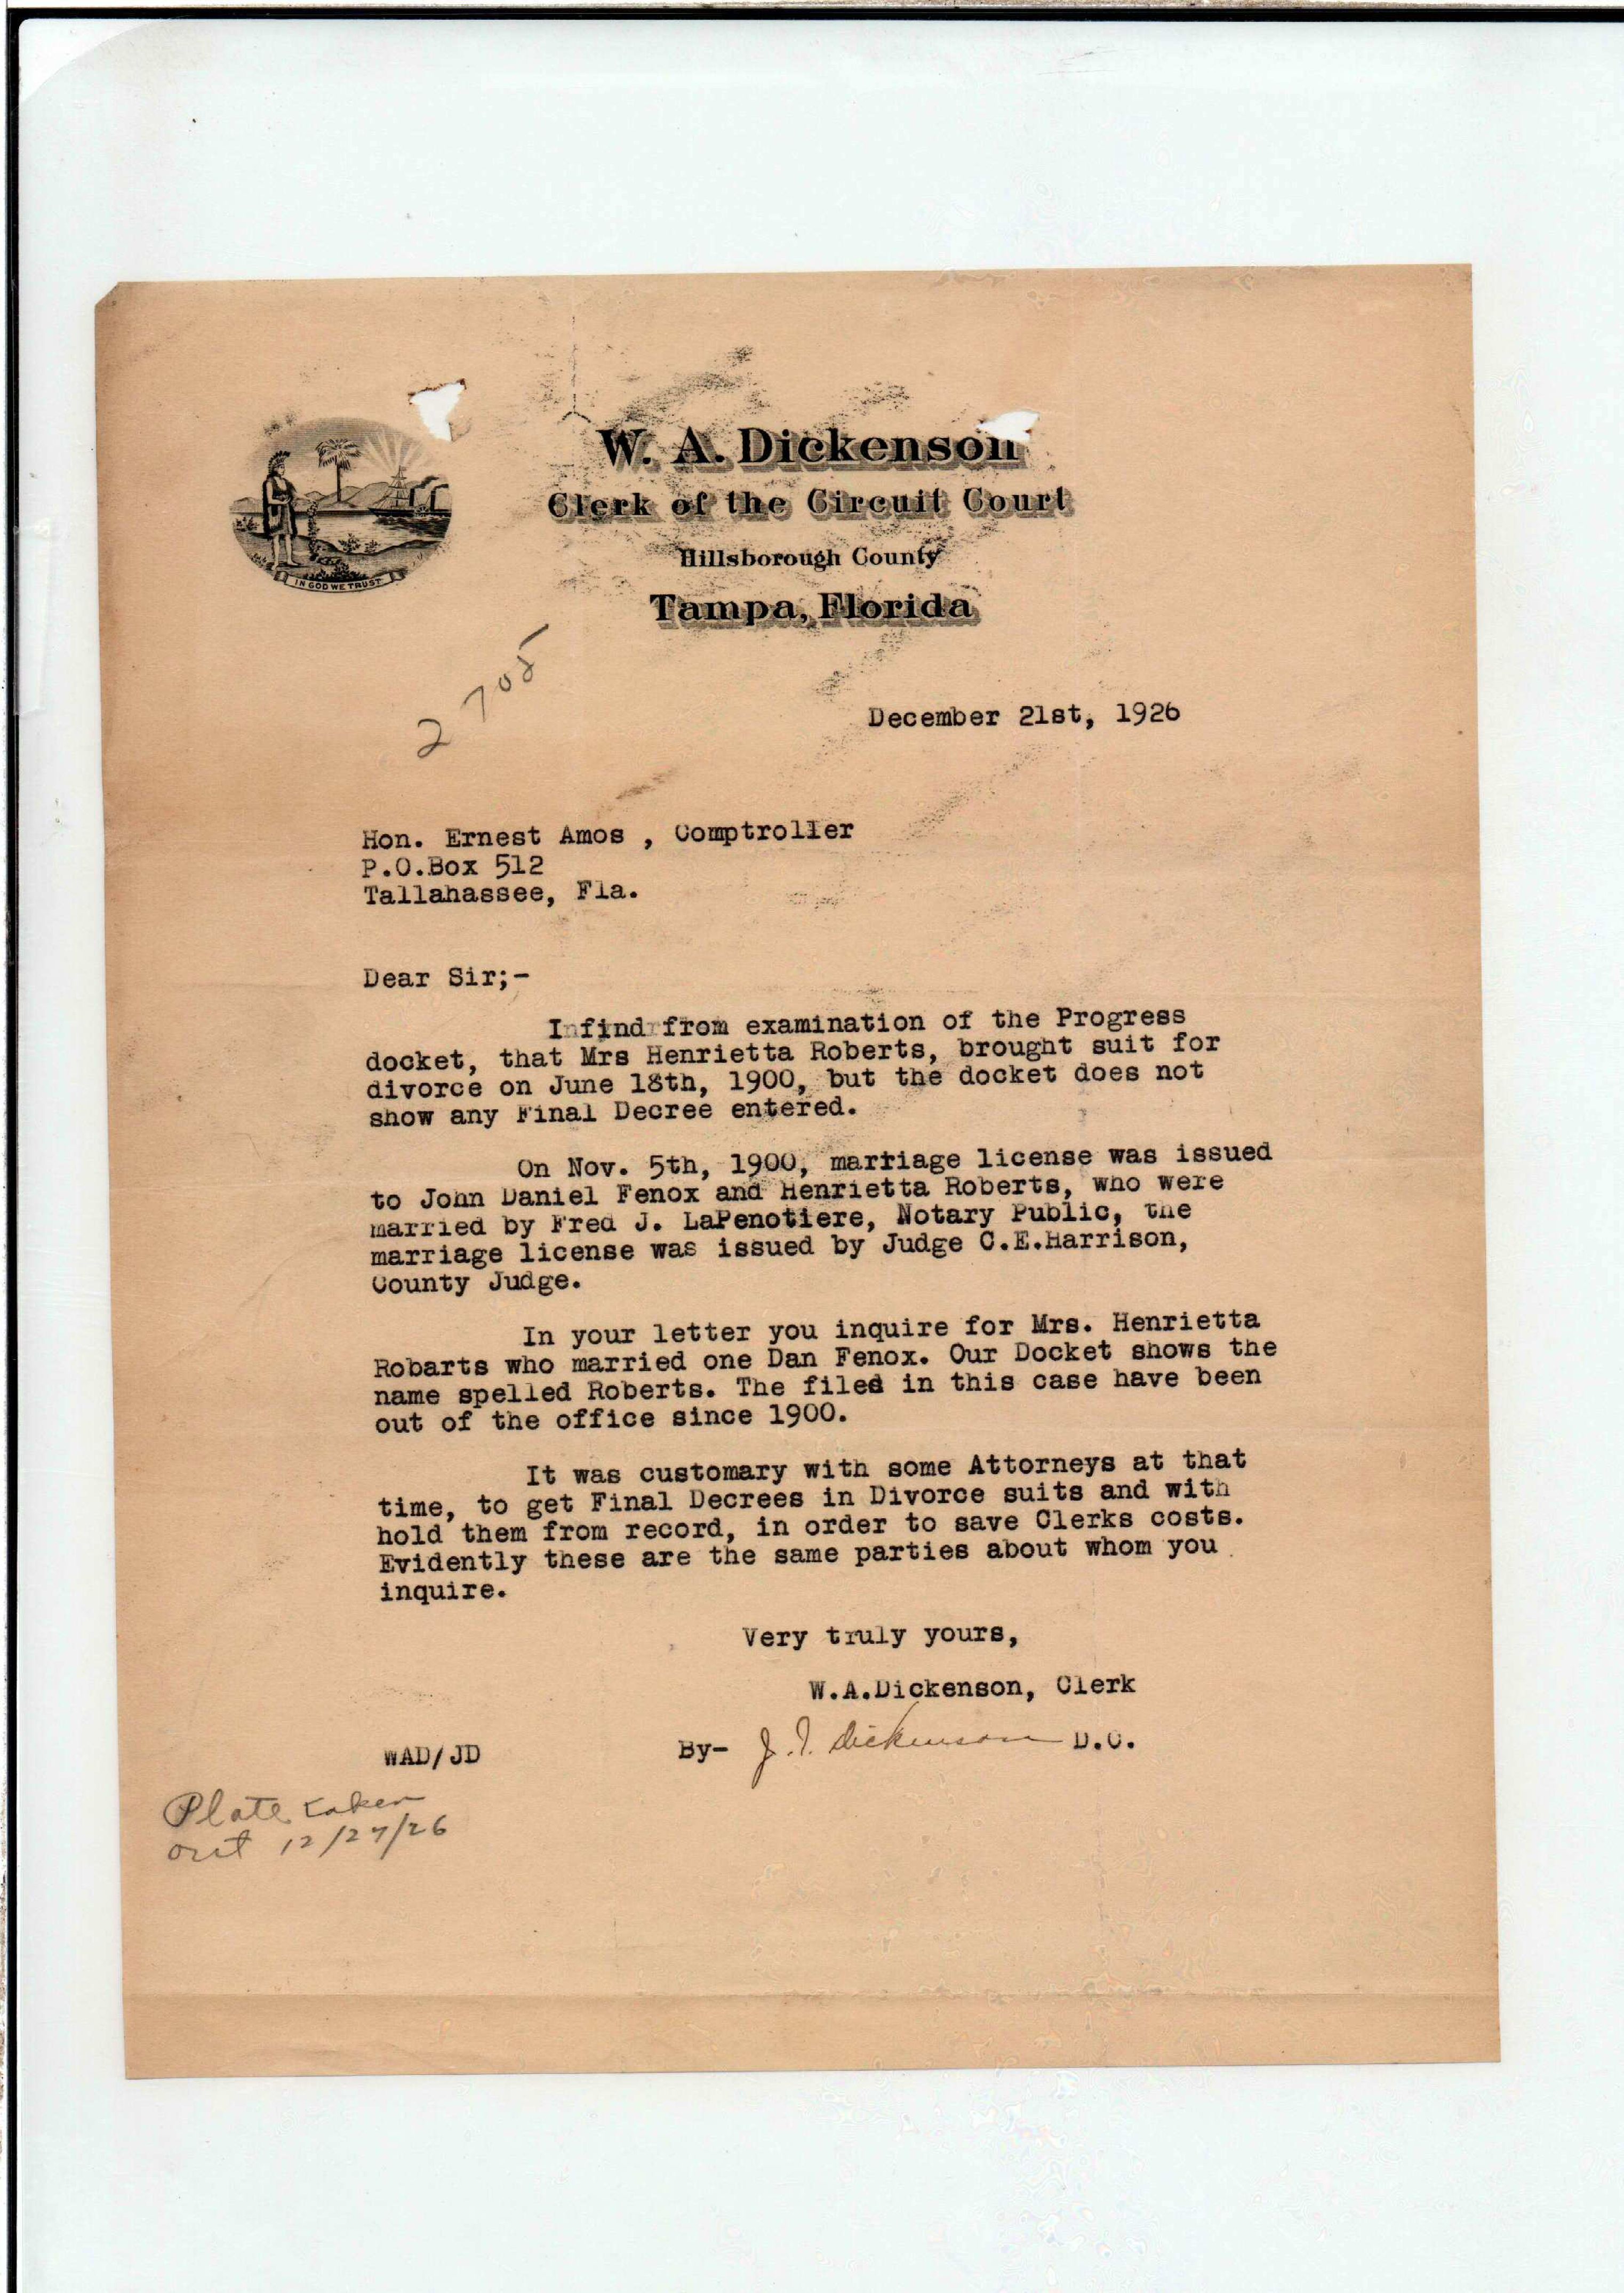 W. A. Dickenson
Clerk of the Circuit Court
Hillsborough County
Tampa, Florida
IN GOD WE TRUST
2 705
December 21st, 1926
Hon. Ernest Amos , Comptroller
P.O.Box 512
Tallahassee, Fla.
Dear Sir;-
I find from examination of the Progress
docket, that Mrs Henrietta Roberts, brought suit for
divorce on June 18th, 1900, but the docket does not
show any Final Decree entered.
On Nov. 5th, 1900, marriage license was issued
to John Daniel Fenox and Henrietta Roberts, who were
married by Fred J. LaPenotiere, Notary Public, the
marriage license was issued by Judge C.E.Harrison,
County Judge.
In your letter you inquire for Mrs. Henrietta
Robarts who married one Dan Fenox. Our Docket shows the
name spelled Roberts. The files in this case have been
out of the office since 1900.
It was customary with some Attorneys at that
time, to get Final Decrees in Divorce suits and with
hold them from record, in order to save Clerks costs.
Evidently these are the same parties about whom you
inquire.
Very truly yours,
W.A.Dickenson, Clerk
WAD/JD By- J. I. Dickenson D.C.
Plate taken
out 12/27/26